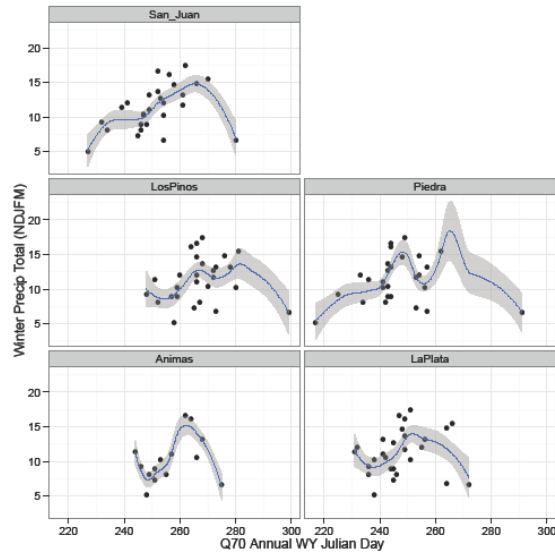 San_Juan
20
15
10
5
LosPinos
Piedra
20
15
10
5
Animas
LaPlata
20
15
10
5
220 240 260 280 300 220 240 260 280 300
Q70 Annual WY Julian Day
Winter Precip Total (NDJFM)